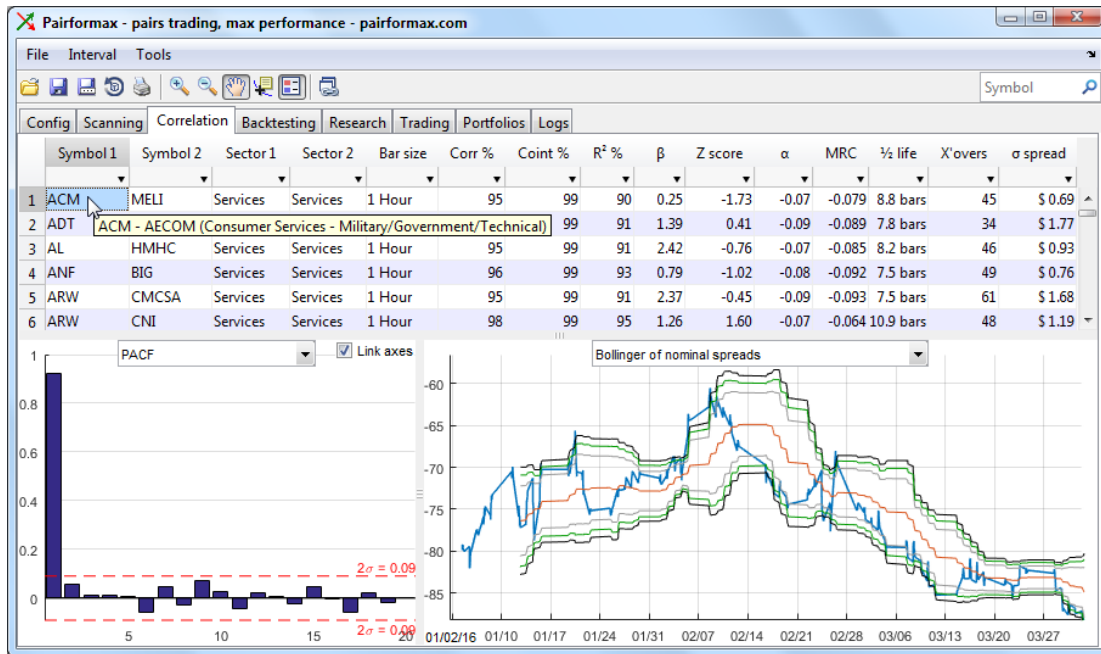 Pairformax - pairs trading, max performance - pairformax.com
File Interval Tools
Symbol
Config Scanning Correlation Backtesting Research Trading Portfolios Logs
Symbol 1 Symbol 2 Sector 1 Sector 2 Bar size Corr % Coint % R² % β Z score α MRC ½ life X'overs σ spread
1 ACM MELI Services Services 1 Hour 95 99 90 0.25 -1.73 -0.07 -0.079 8.8 bars 45 $ 0.69
2 ADT ACM - AECOM (Consumer Services - Military/Government/Technical) 99 91 1.39 0.41 -0.09 -0.089 7.8 bars 34 $ 1.77
3 AL HMHC Services Services 1 Hour 95 99 91 2.42 -0.76 -0.07 -0.085 8.2 bars 46 $ 0.93
4 ANF BIG Services Services 1 Hour 96 99 93 0.79 -1.02 -0.08 -0.092 7.5 bars 49 $ 0.76
5 ARW CMCSA Services Services 1 Hour 95 99 91 2.37 -0.45 -0.09 -0.093 7.5 bars 61 $ 1.68
6 ARW CNI Services Services 1 Hour 98 99 95 1.26 1.60 -0.07 -0.064 10.9 bars 48 $ 1.19
PACF Link axes
1
0.8
0.6
0.4
0.2
0
2σ = 0.09
2σ = 0.09
5 10 15 20
Bollinger of nominal spreads
-60
-65
-70
-75
-80
-85
01/02/16 01/10 01/17 01/24 01/31 02/07 02/14 02/21 02/28 03/06 03/13 03/20 03/27